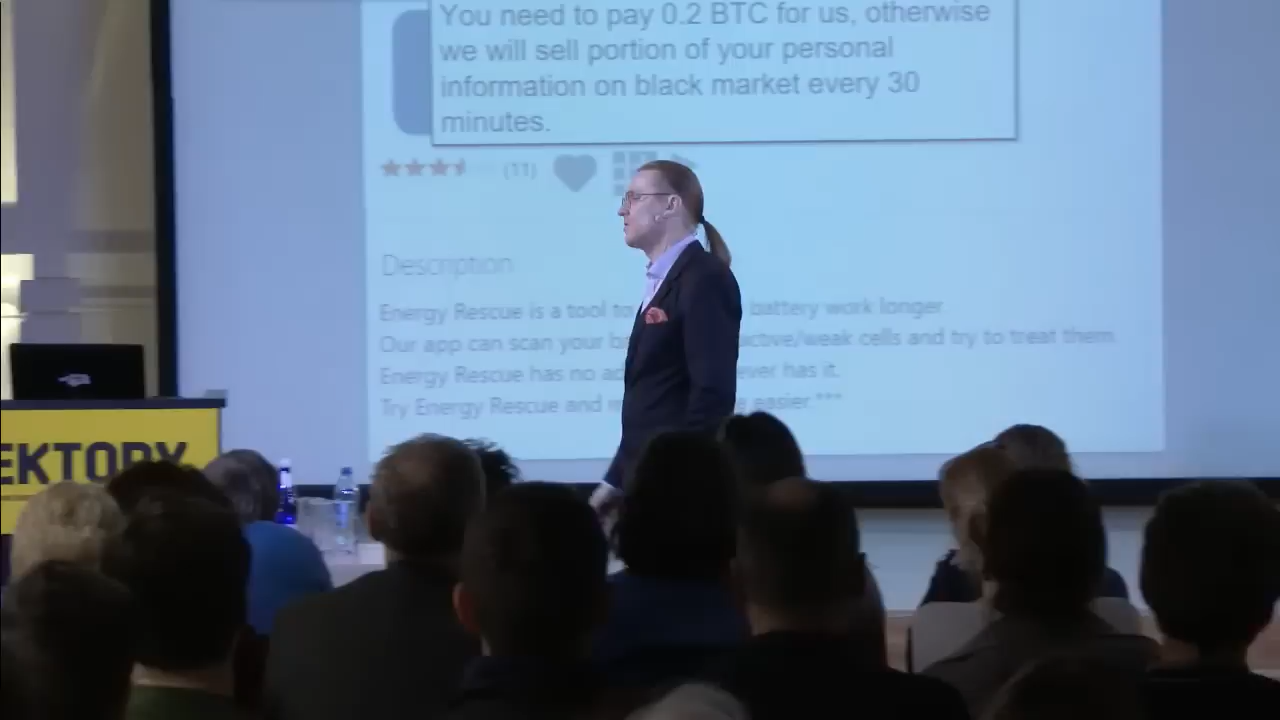 You need to pay 0.2 BTC for us, otherwise
we will sell portion of your personal
information on black market every 30
minutes.
(11)
Description
Energy Rescue is a tool to battery work longer
Our app can scan your and try to treat them.
Energy Rescue has no ever has it.
Try Energy Rescue and easier.***
EKTORY